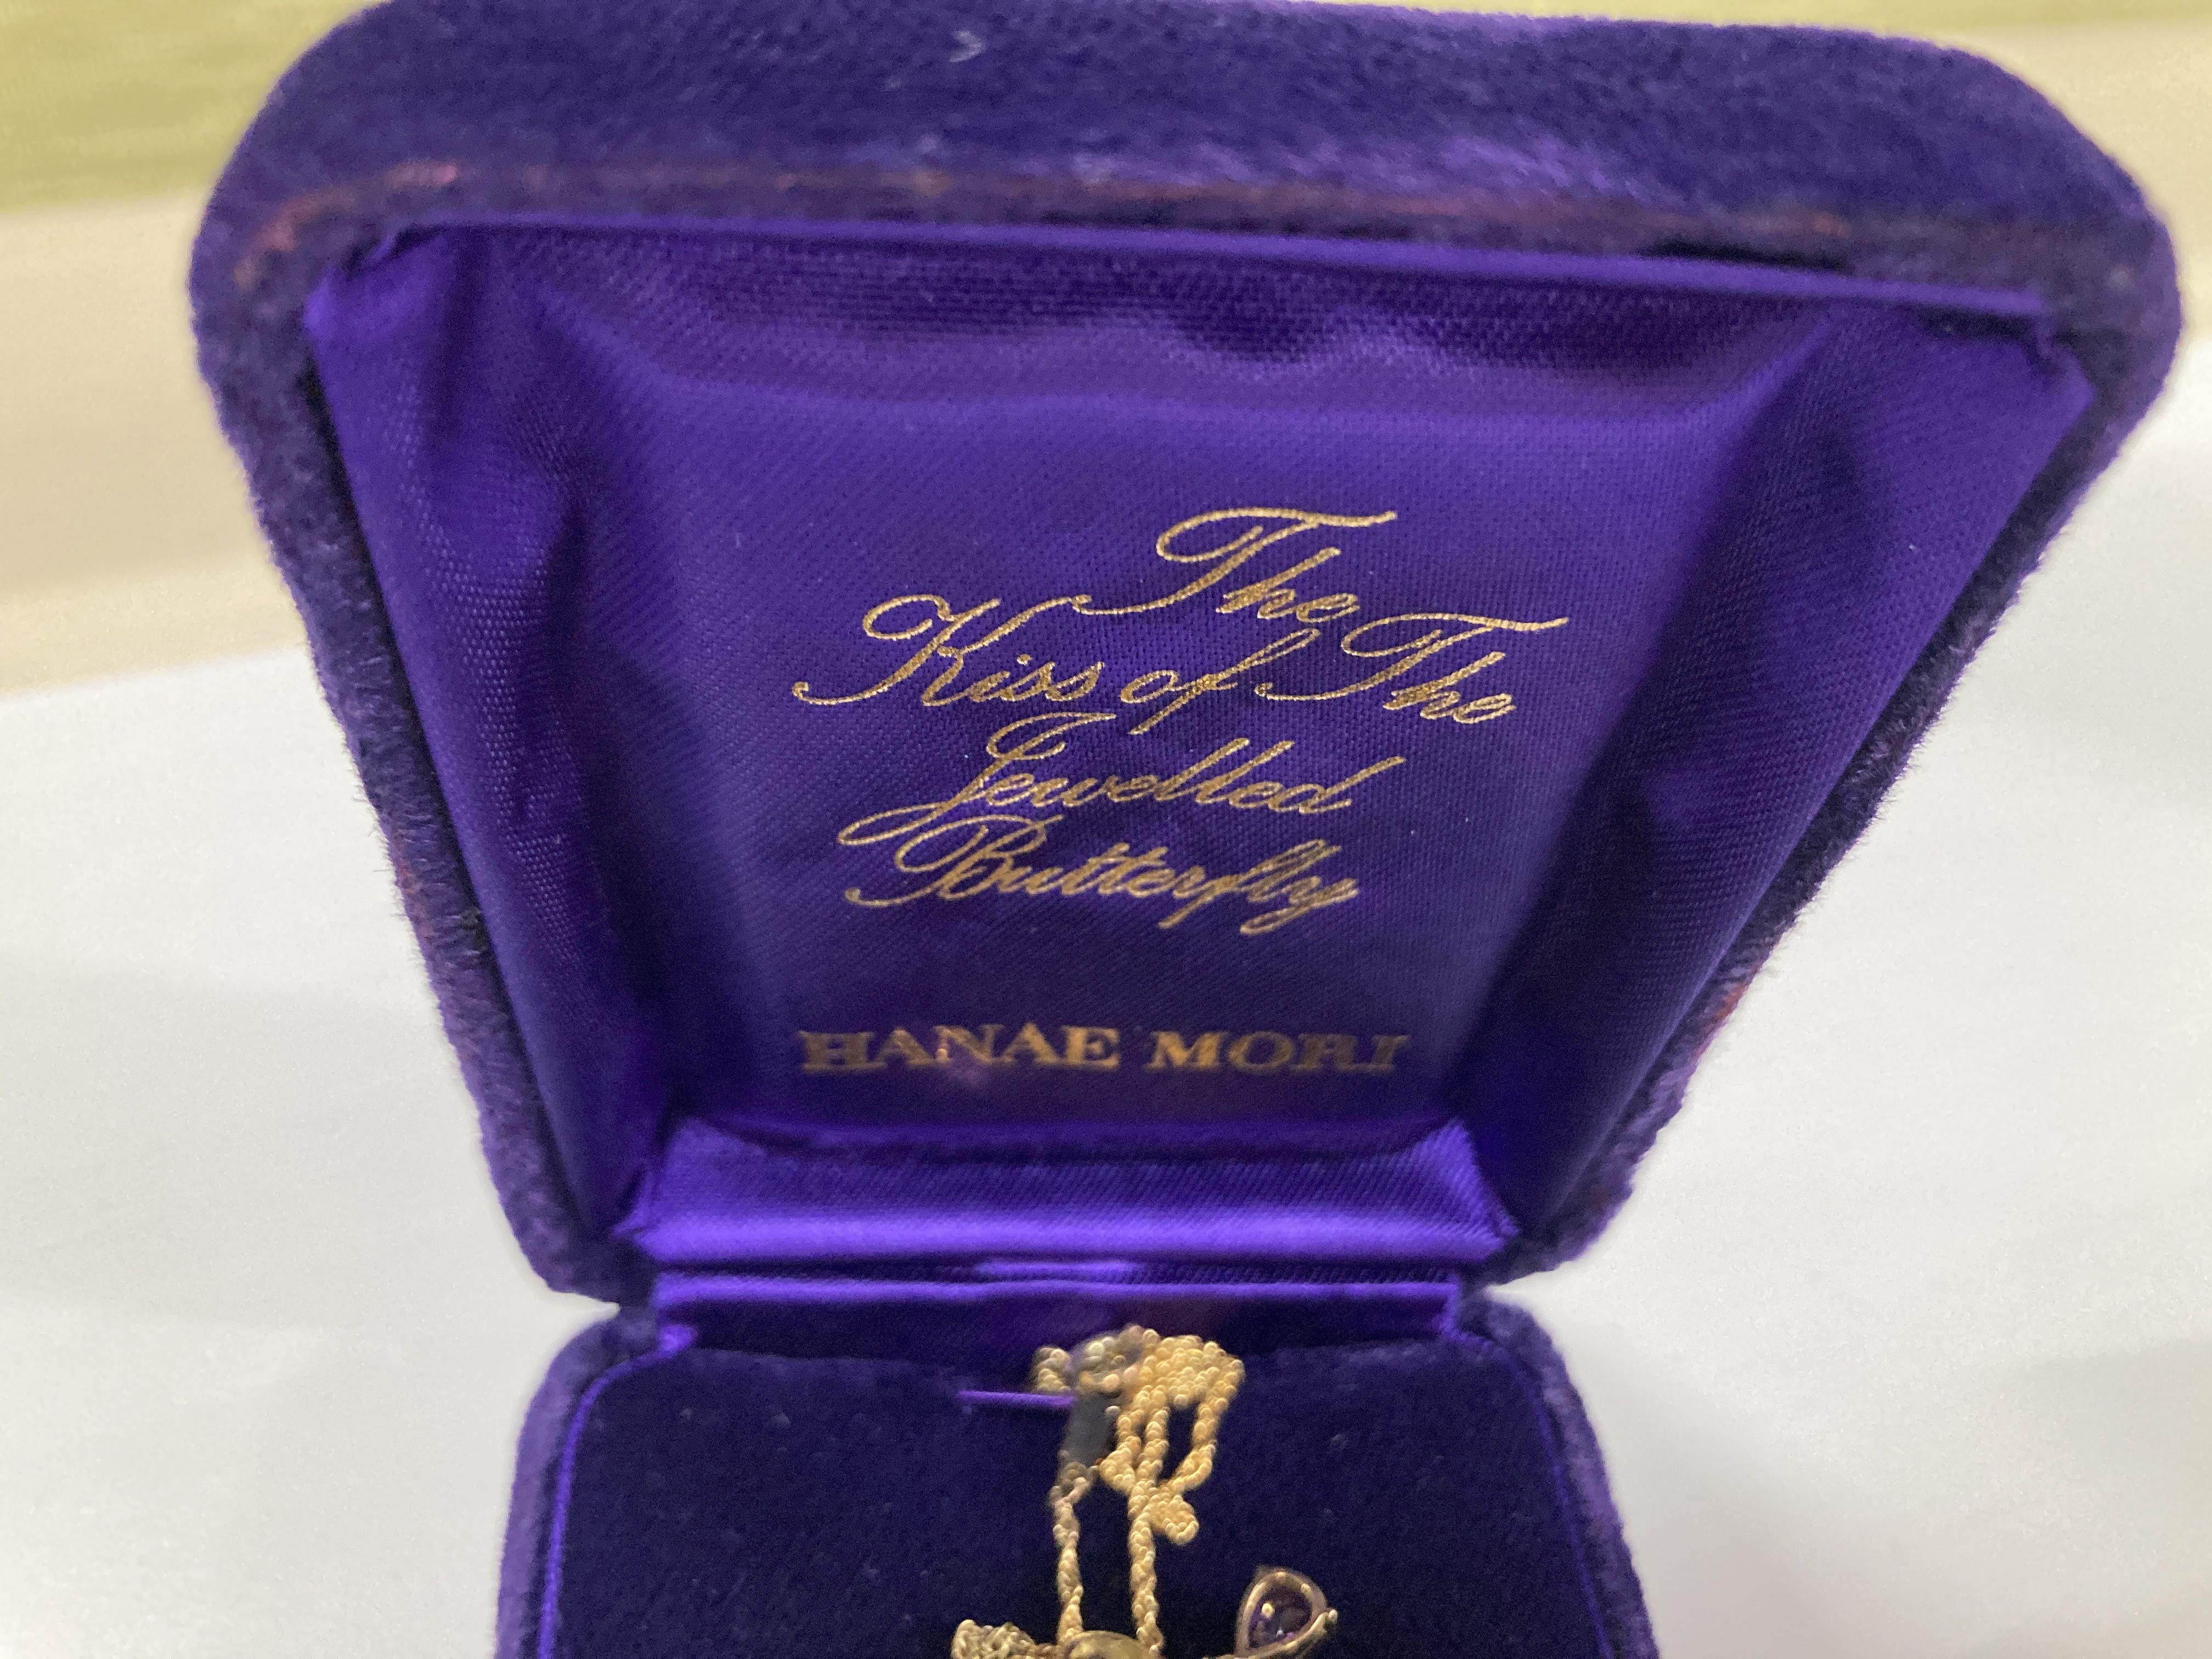 The
Kiss of The
Jewelled
Butterfly
HANAE MORI